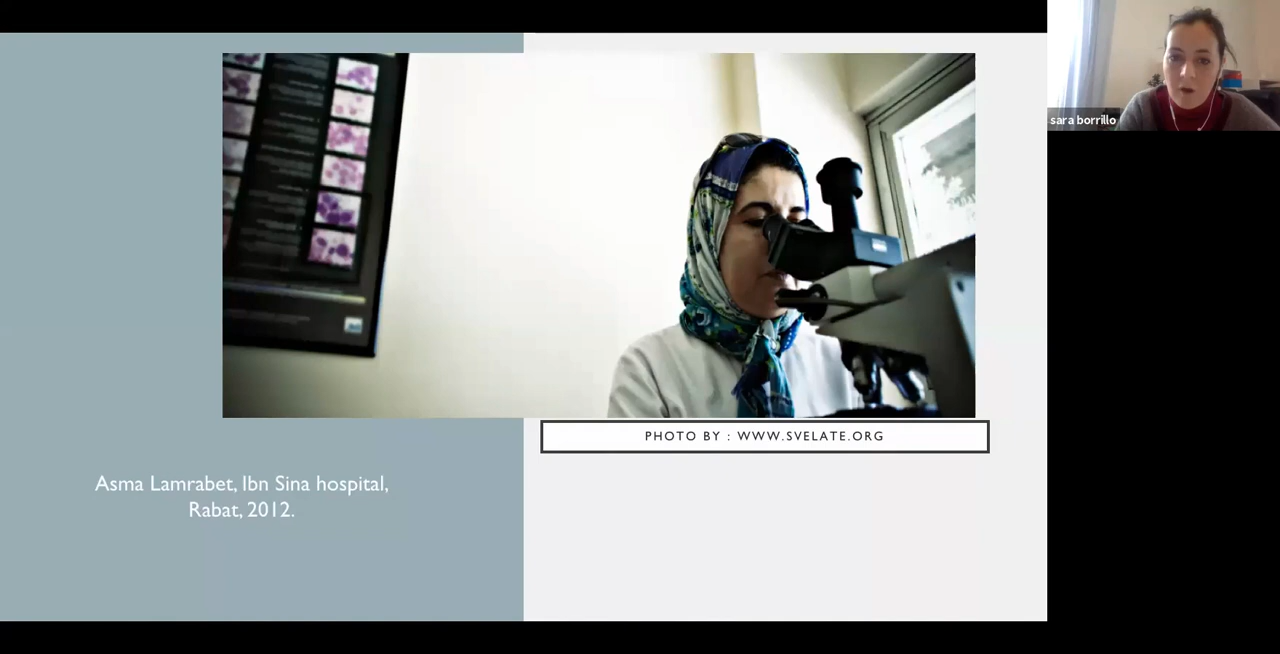 sara borrillo
PHOTO BY : WWW.SVELATE.ORG
Asma Lamrabet, Ibn Sina hospital,
Rabat, 2012.